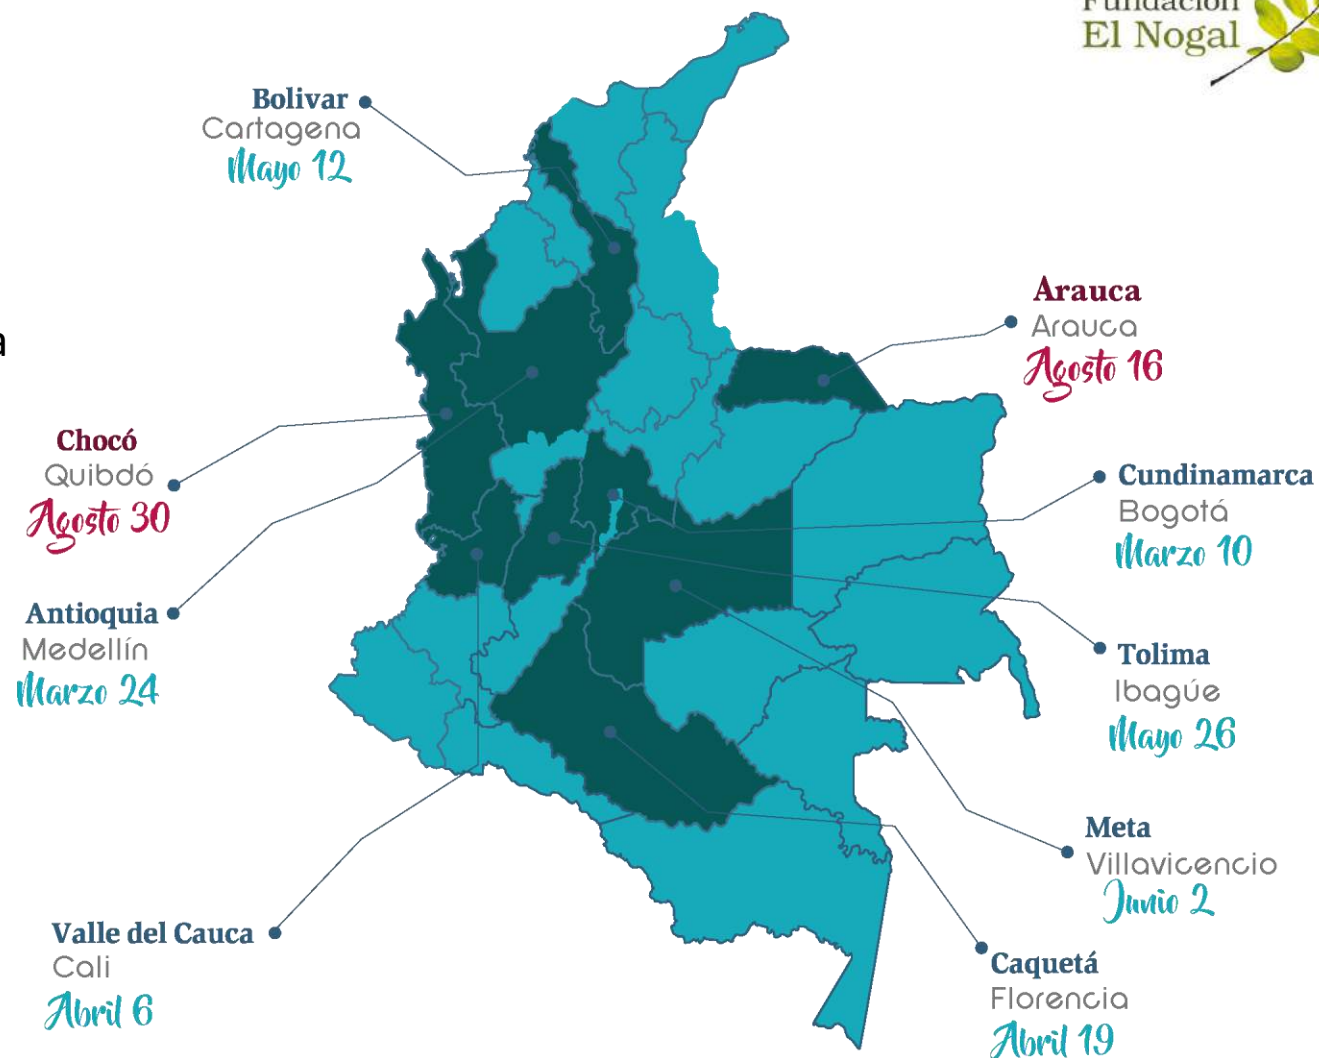 Fundación
El Nogal
Bolivar
Cartagena
Mayo 12
Arauca
Arauca
Agosto 16
a
Chocó
Quibdó
Agosto 30
Cundinamarca
Bogotá
Marzo 10
Antioquia
Medellín
Marzo 24
Tolima
Ibagúe
Mayo 26
Meta
Villavicencio
Junio 2
Valle del Cauca
Cali
Abril 6
Caquetá
Florencia
Abril 19